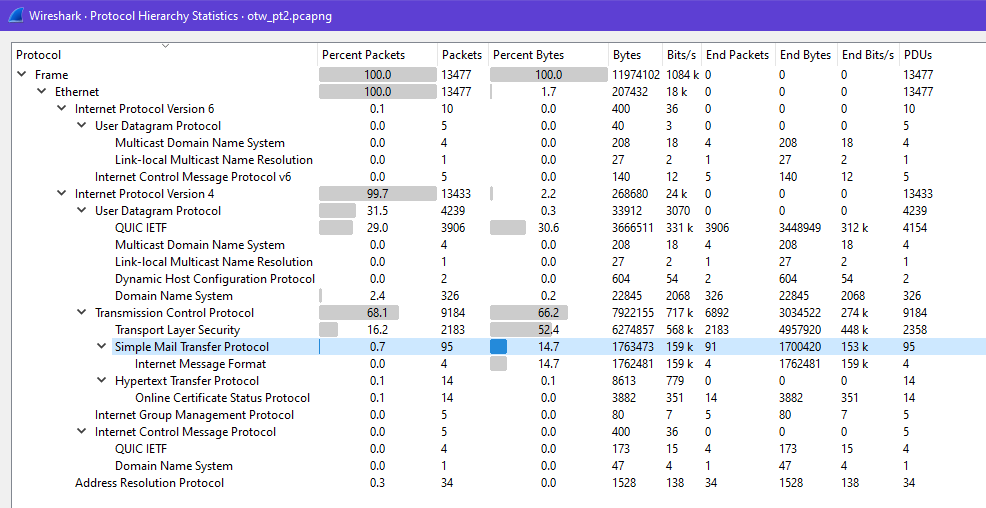 Wireshark · Protocol Hierarchy Statistics · otw_pt2.pcapng
Protocol Percent Packets Packets Percent Bytes Bytes Bits/s End Packets End Bytes End Bits/s PDUs
Frame 100.0 13477 100.0 11974102 1084 k 0 0 0 13477
Ethernet 100.0 13477 1.7 207432 18 k 0 0 0 13477
Internet Protocol Version 6 0.1 10 0.0 400 36 0 0 0 10
User Datagram Protocol 0.0 5 0.0 40 3 0 0 0 5
Multicast Domain Name System 0.0 4 0.0 208 18 4 208 18 4
Link-local Multicast Name Resolution 0.0 1 0.0 27 2 1 27 2 1
Internet Control Message Protocol v6 0.0 5 0.0 140 12 5 140 12 5
Internet Protocol Version 4 99.7 13433 2.2 268680 24 k 0 0 0 13433
User Datagram Protocol 31.5 4239 0.3 33912 3070 0 0 0 4239
QUIC IETF 29.0 3906 30.6 3666511 331 k 3906 3448949 312 k 4154
Multicast Domain Name System 0.0 4 0.0 208 18 4 208 18 4
Link-local Multicast Name Resolution 0.0 1 0.0 27 2 1 27 2 1
Dynamic Host Configuration Protocol 0.0 2 0.0 604 54 2 604 54 2
Domain Name System 2.4 326 0.2 22845 2068 326 22845 2068 326
Transmission Control Protocol 68.1 9184 66.2 7922155 717 k 6892 3034522 274 k 9184
Transport Layer Security 16.2 2183 52.4 6274857 568 k 2183 4957920 448 k 2358
Simple Mail Transfer Protocol 0.7 95 14.7 1763473 159 k 91 1700420 153 k 95
Internet Message Format 0.0 4 14.7 1762481 159 k 4 1762481 159 k 4
Hypertext Transfer Protocol 0.1 14 0.1 8613 779 0 0 0 14
Online Certificate Status Protocol 0.1 14 0.0 3882 351 14 3882 351 14
Internet Group Management Protocol 0.0 5 0.0 80 7 5 80 7 5
Internet Control Message Protocol 0.0 5 0.0 400 36 0 0 0 5
QUIC IETF 0.0 4 0.0 173 15 4 173 15 4
Domain Name System 0.0 1 0.0 47 4 1 47 4 1
Address Resolution Protocol 0.3 34 0.0 1528 138 34 1528 138 34